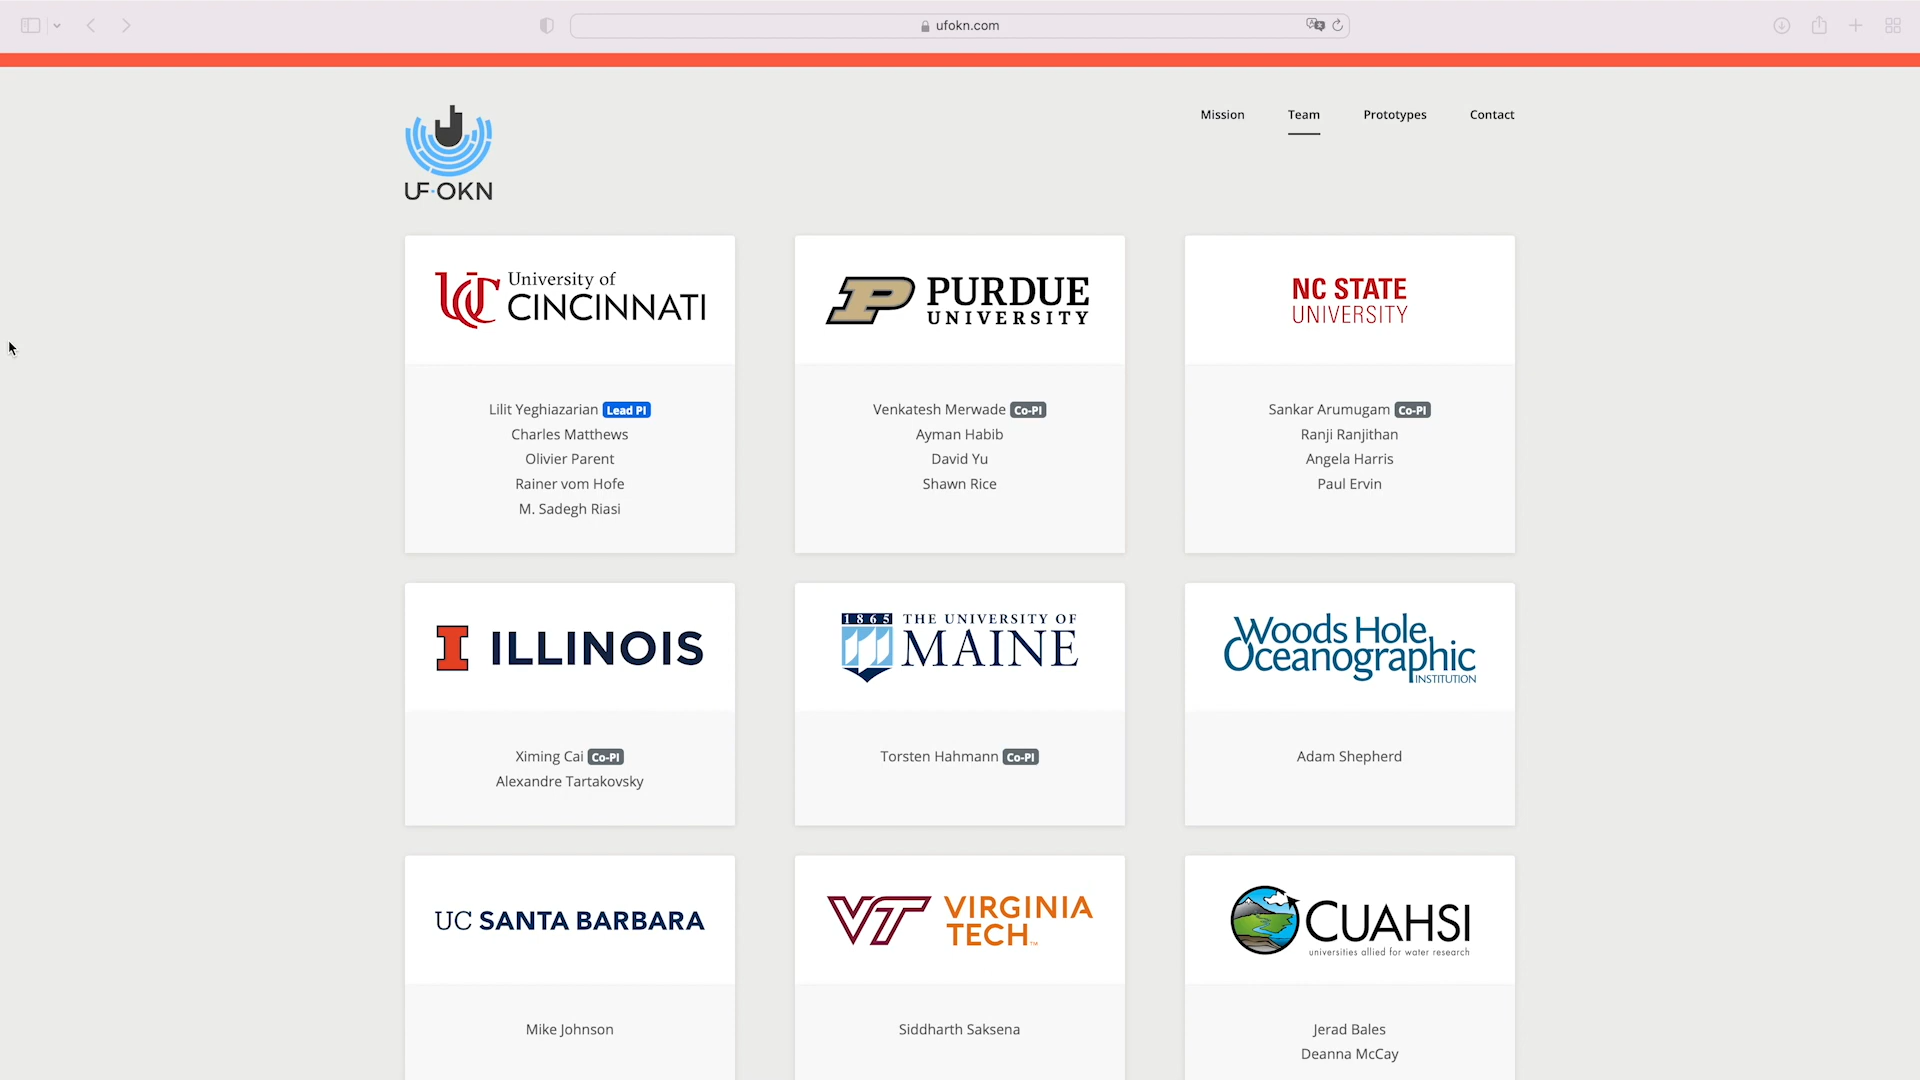 ufokn.com
Mission
Team
Prototypes
Contact
UF·OKN
UC University of
CINCINNATI
Lilit Yeghiazarian Lead PI
Charles Matthews
Olivier Parent
Rainer vom Hofe
M. Sadegh Riasi
P PURDUE
UNIVERSITY
Venkatesh Merwade Co-PI
Ayman Habib
David Yu
Shawn Rice
NC STATE
UNIVERSITY
Sankar Arumugam Co-PI
Ranji Ranjithan
Angela Harris
Paul Ervin
I ILLINOIS
Ximing Cai Co-PI
Alexandre Tartakovsky
1865 THE UNIVERSITY OF
MAINE
Torsten Hahmann Co-PI
Woods Hole
Oceanographic
INSTITUTION
Adam Shepherd
UC SANTA BARBARA
Mike Johnson
VT VIRGINIA
TECH™
Siddharth Saksena
CUAHSI
universities allied for water research
Jerad Bales
Deanna McCay